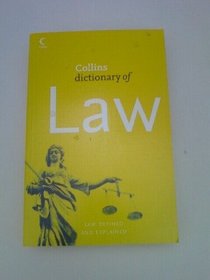 Collins
dictionary of
Law
LAW DEFINED
AND EXPLAINED